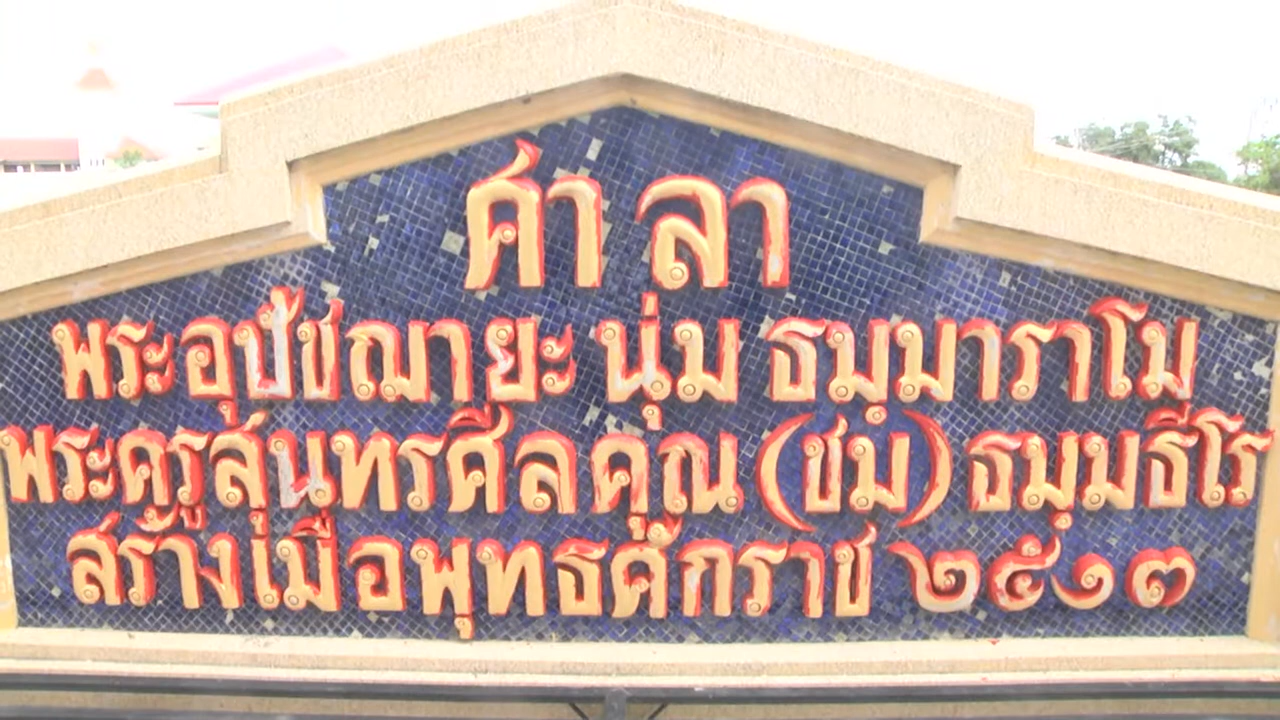 ศาลา
พระอุปัชฌายะ นุ่ม ธมฺมาราโม
พระครูสุนทรศีลคุณ (ชม) ธมฺมธีโร
สร้างเมื่อพุทธศักราช ๒๕๑๓